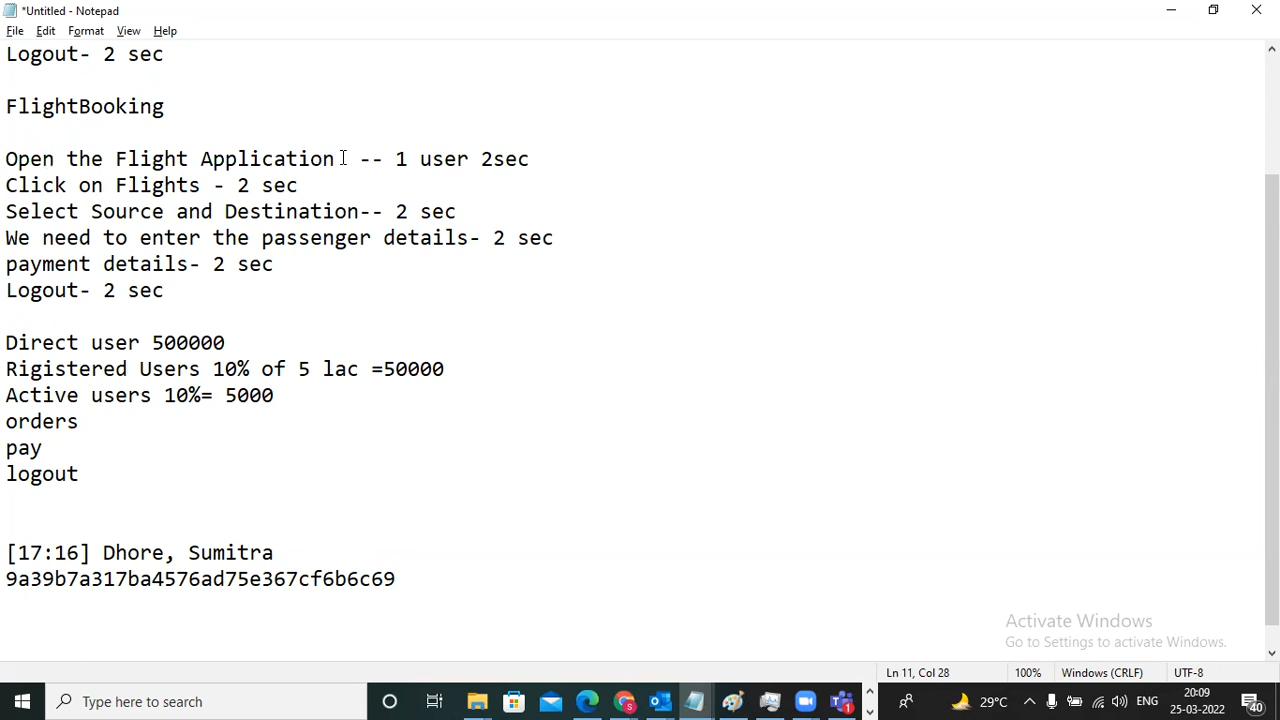 *Untitled - Notepad
File Edit Format View Help
Logout- 2 sec
FlightBooking
Open the Flight Application -- 1 user 2sec
Click on Flights - 2 sec
Select Source and Destination-- 2 sec
We need to enter the passenger details- 2 sec
payment details- 2 sec
Logout- 2 sec
Direct user 500000
Rigistered Users 10% of 5 lac =50000
Active users 10%= 5000
orders
pay
logout
[17:16] Dhore, Sumitra
9a39b7a317ba4576ad75e367cf6b6c69
Activate Windows
Go to Settings to activate Windows.
Ln 11, Col 28 100% Windows (CRLF) UTF-8
Type here to search
S
1
29°C
ENG
20:09
25-03-2022
40